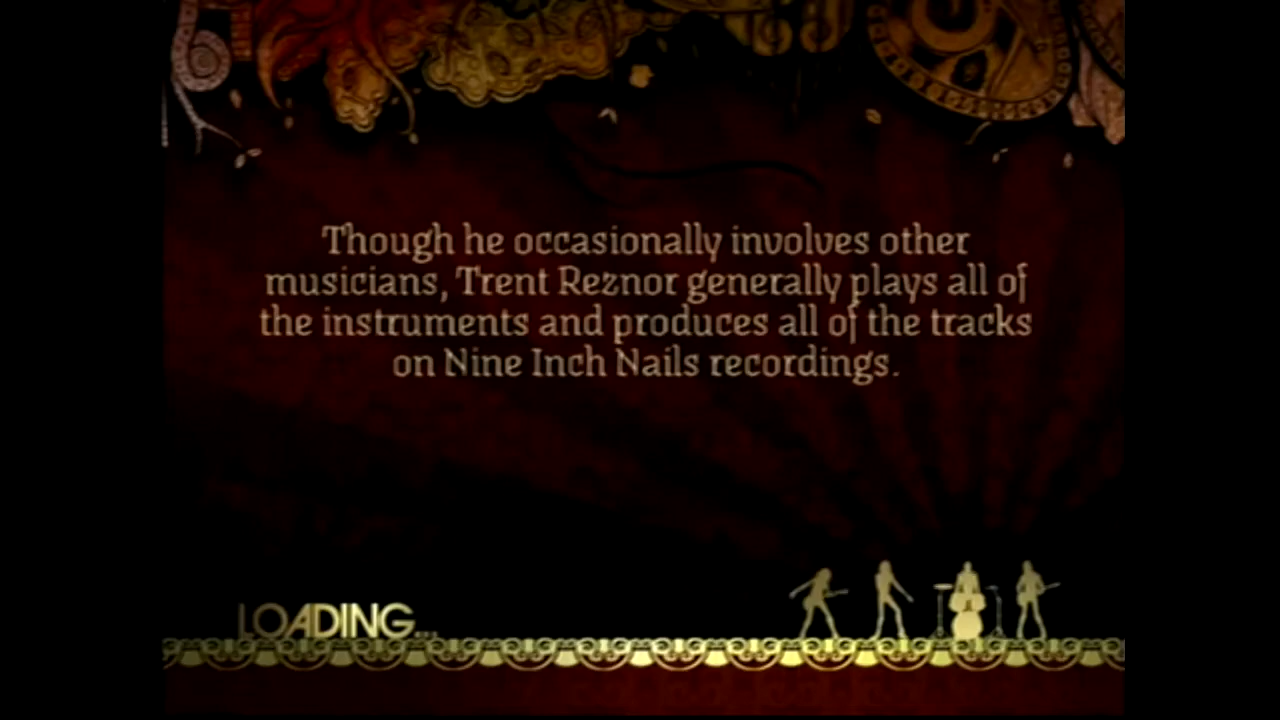 Though he occasionally involves other
musicians, Trent Reznor generally plays all of
the instruments and produces all of the tracks
on Nine Inch Nails recordings.
LOADING...